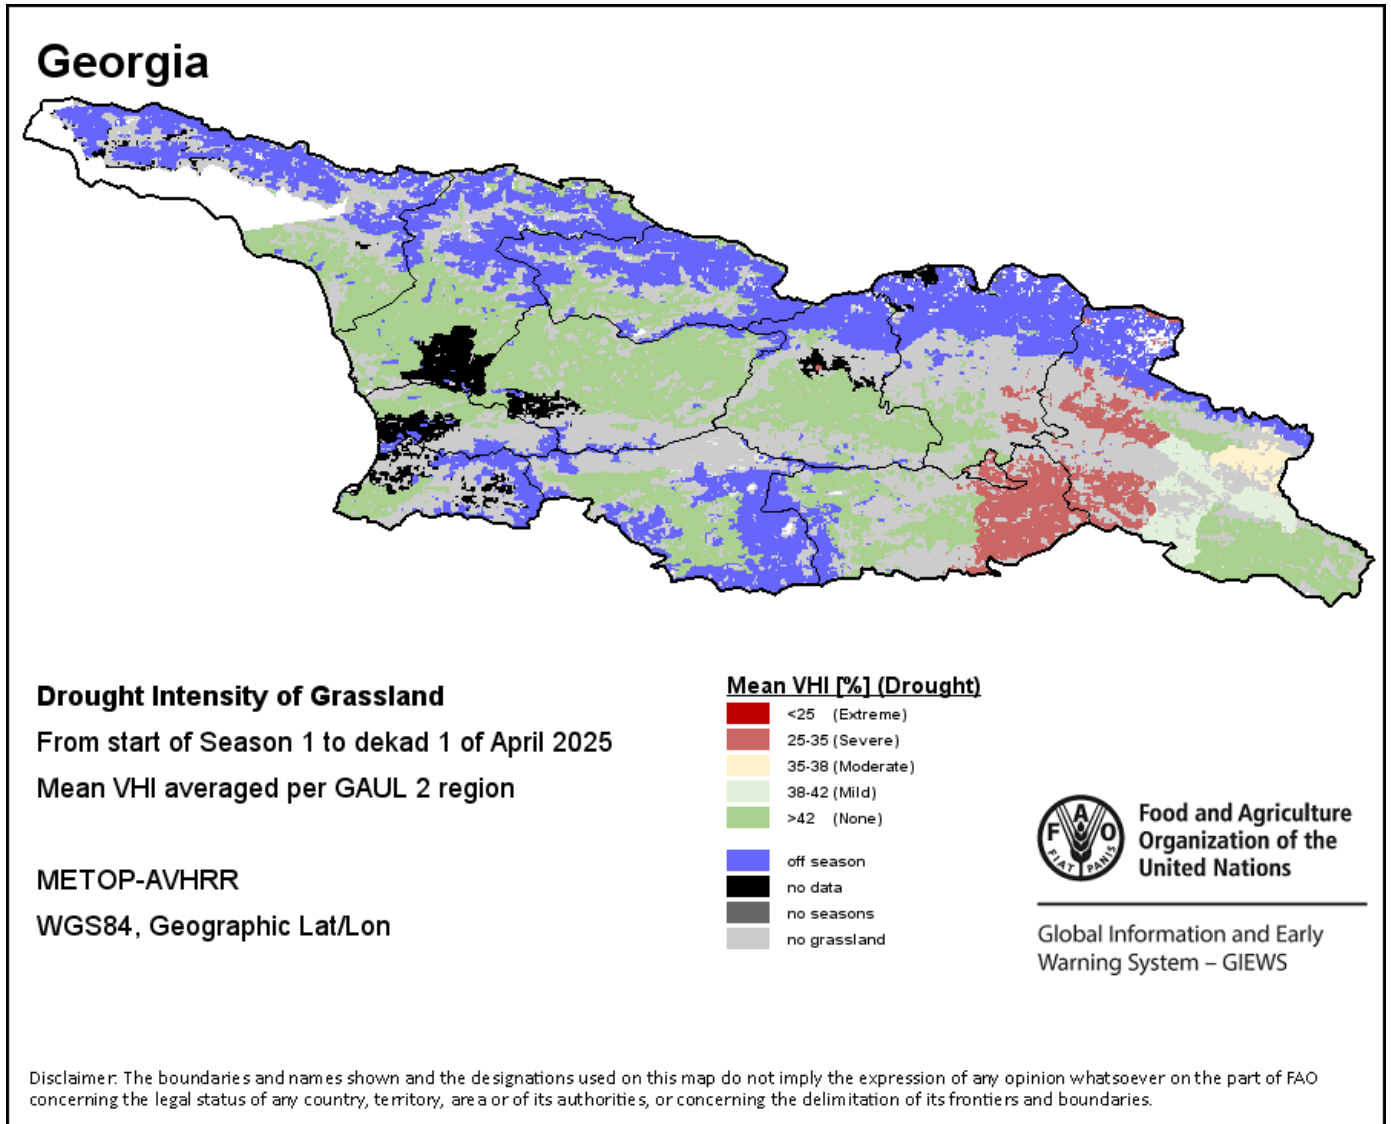 Georgia
Drought Intensity of Grassland
From start of Season 1 to dekad 1 of April 2025
Mean VHI averaged per GAUL 2 region
METOP-AVHRR
WGS84, Geographic Lat/Lon
Mean VHI [%] (Drought)
<25 (Extreme)
25-35 (Severe)
35-38 (Moderate)
38-42 (Mild)
>42 (None)
off season
no data
no seasons
no grassland
F A O
FIAT PANIS
Food and Agriculture
Organization of the
United Nations
Global Information and Early
Warning System – GIEWS
Disclaimer: The boundaries and names shown and the designations used on this map do not imply the expression of any opinion whatsoever on the part of FAO
concerning the legal status of any country, territory, area or of its authorities, or concerning the delimitation of its frontiers and boundaries.